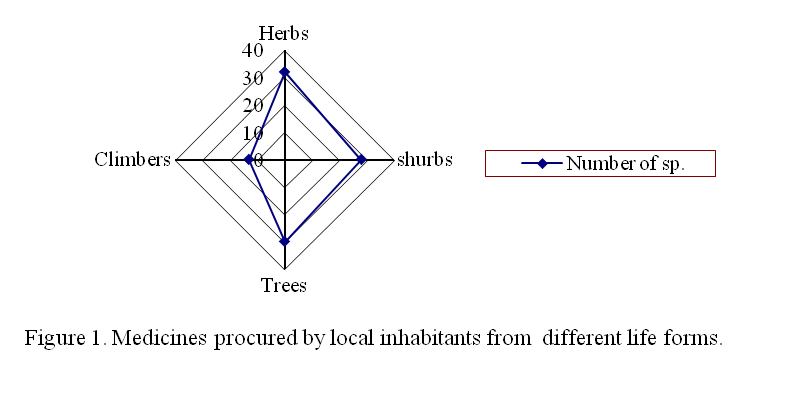 Herbs
40
30
20
10
0
Climbers
shurbs
Number of sp.
Trees
Figure 1. Medicines procured by local inhabitants from different life forms.